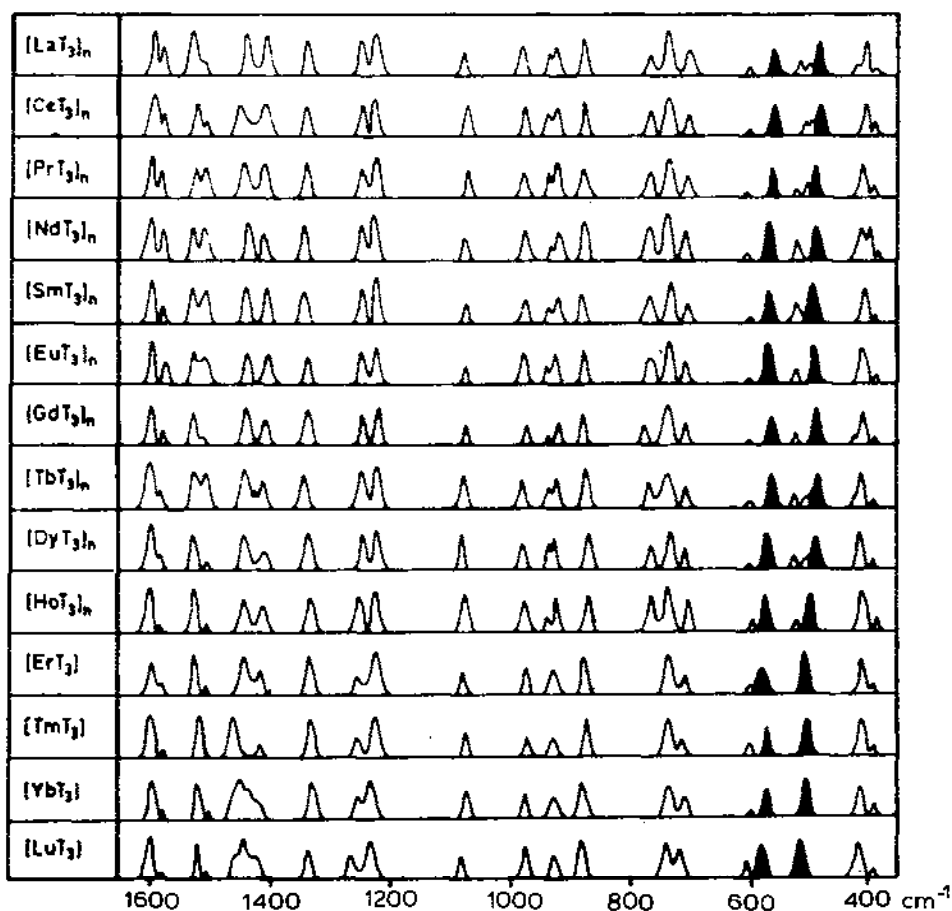 [LaT₃]ₙ
[CeT₃]ₙ
[PrT₃]ₙ
[NdT₃]ₙ
[SmT₃]ₙ
[EuT₃]ₙ
[GdT₃]ₙ
[TbT₃]ₙ
[DyT₃]ₙ
[HoT₃]ₙ
[ErT₃]
[TmT₃]
[YbT₃]
[LuT₃]
1600 1400 1200 1000 800 600 400 cm⁻¹